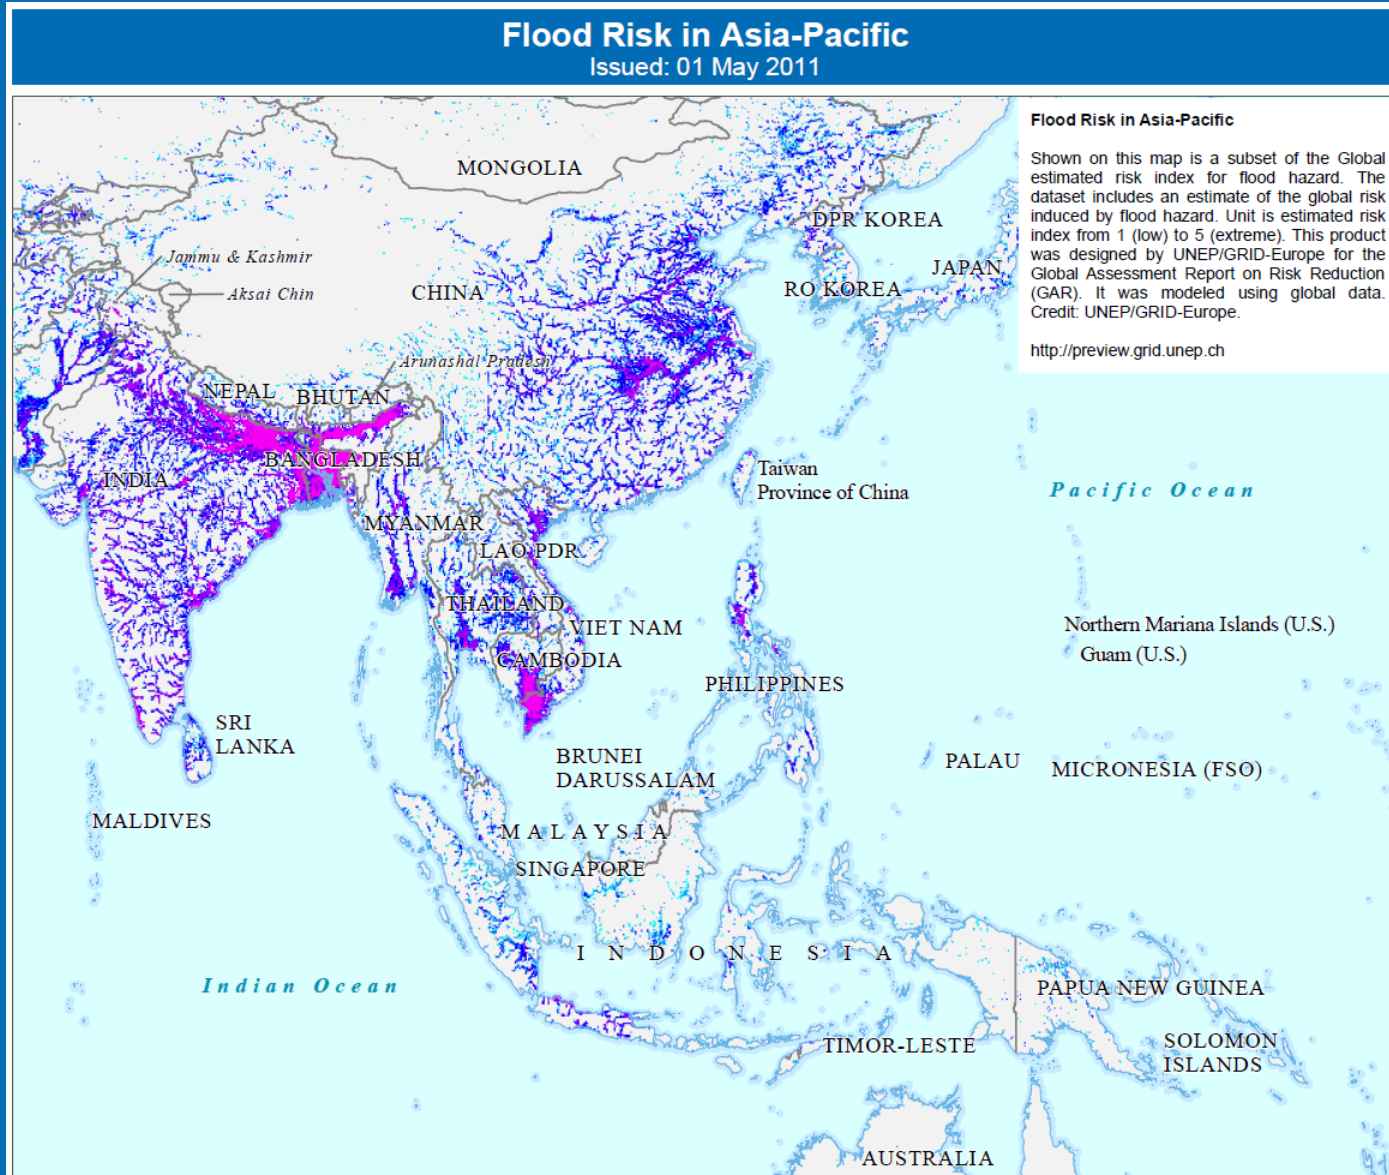 Flood Risk in Asia-Pacific
Issued: 01 May 2011
Flood Risk in Asia-Pacific
Shown on this map is a subset of the Global
estimated risk index for flood hazard. The
dataset includes an estimate of the global risk
induced by flood hazard. Unit is estimated risk
index from 1 (low) to 5 (extreme). This product
was designed by UNEP/GRID-Europe for the
Global Assessment Report on Risk Reduction
(GAR). It was modeled using global data.
Credit: UNEP/GRID-Europe.
http://preview.grid.unep.ch
MONGOLIA
DPR KOREA
Jammu & Kashmir
JAPAN
Aksai Chin
CHINA
RO KOREA
Arunashal Pradesh
NEPAL
BHUTAN
BANGLADESH
INDIA
Taiwan
Province of China
Pacific Ocean
MYANMAR
LAO PDR
THAILAND
VIET NAM
Northern Mariana Islands (U.S.)
Guam (U.S.)
CAMBODIA
PHILIPPINES
SRI
LANKA
BRUNEI
DARUSSALAM
PALAU
MICRONESIA (FSO)
MALDIVES
MALAYSIA
SINGAPORE
INDONESIA
Indian Ocean
PAPUA NEW GUINEA
TIMOR-LESTE
SOLOMON
ISLANDS
AUSTRALIA